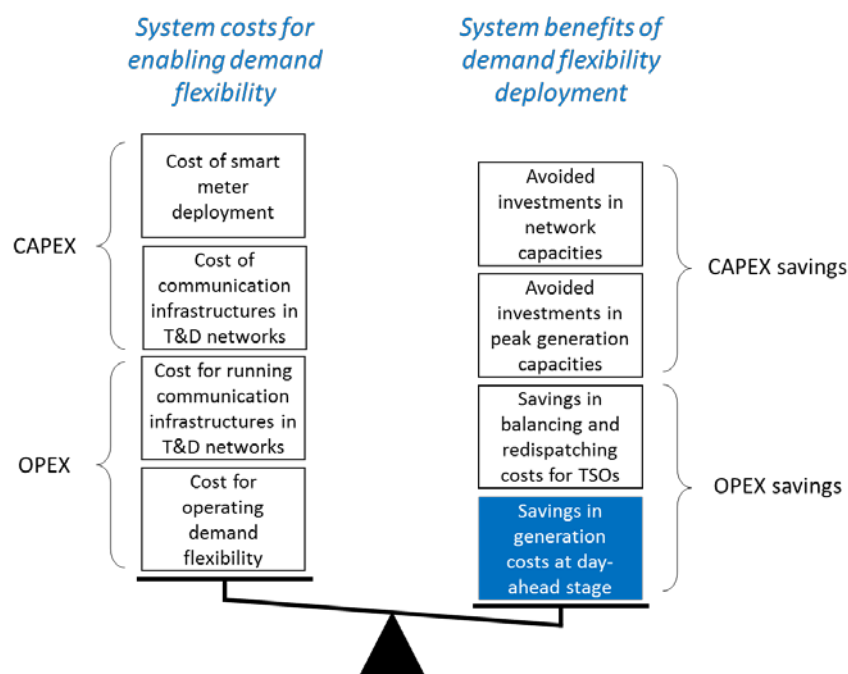 System costs for
enabling demand
flexibility
System benefits of
demand flexibility
deployment
CAPEX
Cost of smart
meter
deployment
Cost of
communication
infrastructures in
T&D networks
OPEX
Cost for running
communication
infrastructures in
T&D networks
Cost for
operating
demand
flexibility
Avoided
investments in
network
capacities
Avoided
investments in
peak generation
capacities
CAPEX savings
Savings in
balancing and
redispatching
costs for TSOs
Savings in
generation
costs at day-
ahead stage
OPEX savings